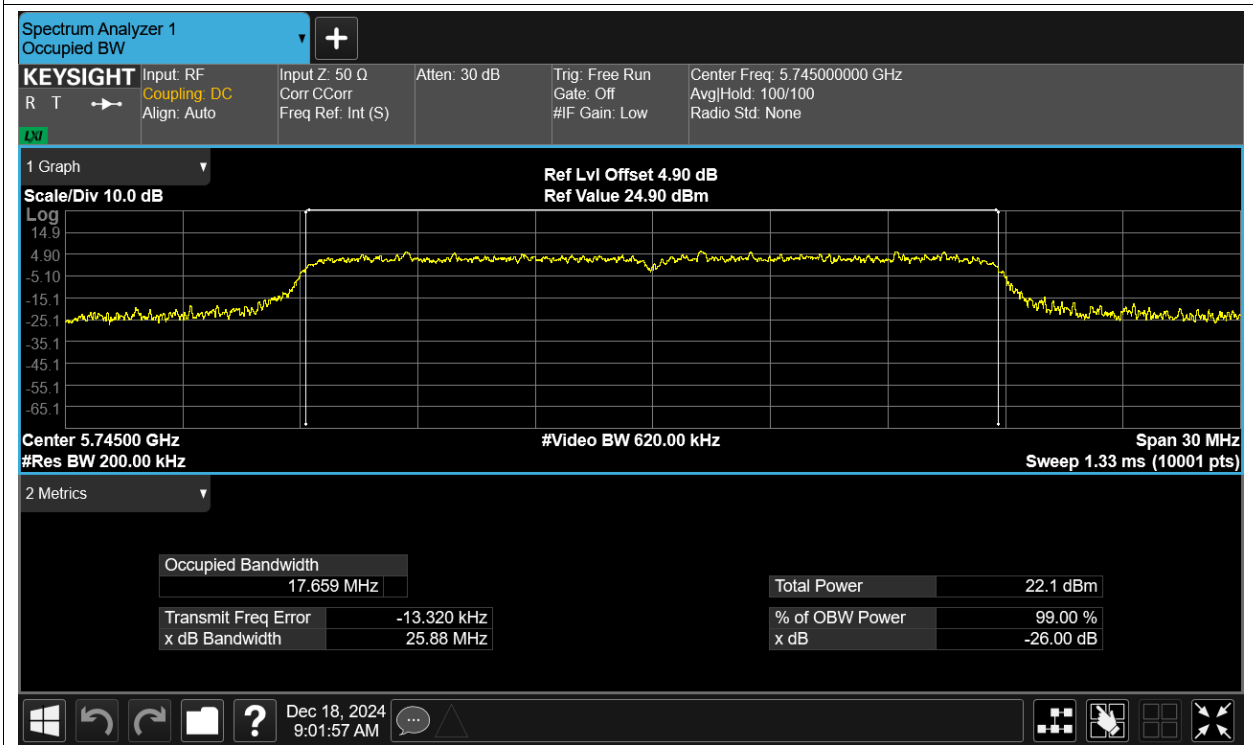 Spectrum Analyzer 1
Occupied BW
KEYSIGHT
R T
LXI
Input: RF
Coupling: DC
Align: Auto
Input Z: 50 Ω
Corr CCorr
Freq Ref: Int (S)
Atten: 30 dB
Trig: Free Run
Gate: Off
#IF Gain: Low
Center Freq: 5.745000000 GHz
Avg|Hold: 100/100
Radio Std: None
1 Graph
Scale/Div 10.0 dB
Ref Lvl Offset 4.90 dB
Ref Value 24.90 dBm
Log
14.9
4.90
-5.10
-15.1
-25.1
-35.1
-45.1
-55.1
-65.1
Center 5.74500 GHz
#Video BW 620.00 kHz
Span 30 MHz
#Res BW 200.00 kHz
Sweep 1.33 ms (10001 pts)
2 Metrics
Occupied Bandwidth
17.659 MHz
Transmit Freq Error -13.320 kHz
x dB Bandwidth 25.88 MHz
Total Power 22.1 dBm
% of OBW Power 99.00 %
x dB -26.00 dB
?
Dec 18, 2024
9:01:57 AM